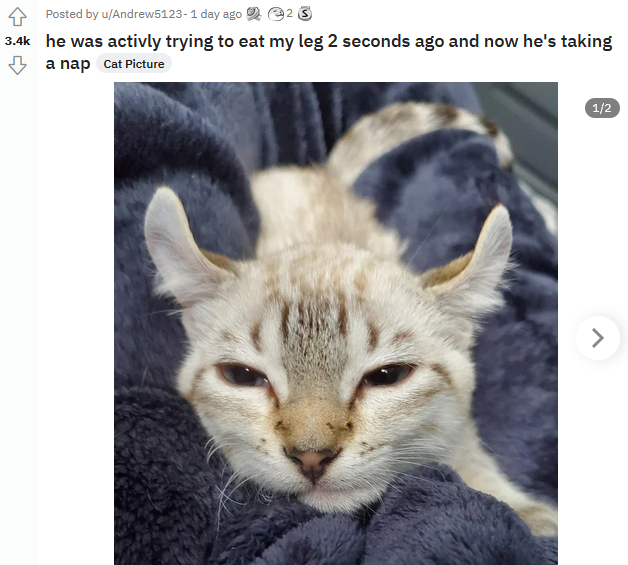 Posted by u/Andrew5123- 1 day ago 2 S
3.4k
he was activly trying to eat my leg 2 seconds ago and now he's taking
a nap Cat Picture
1/2